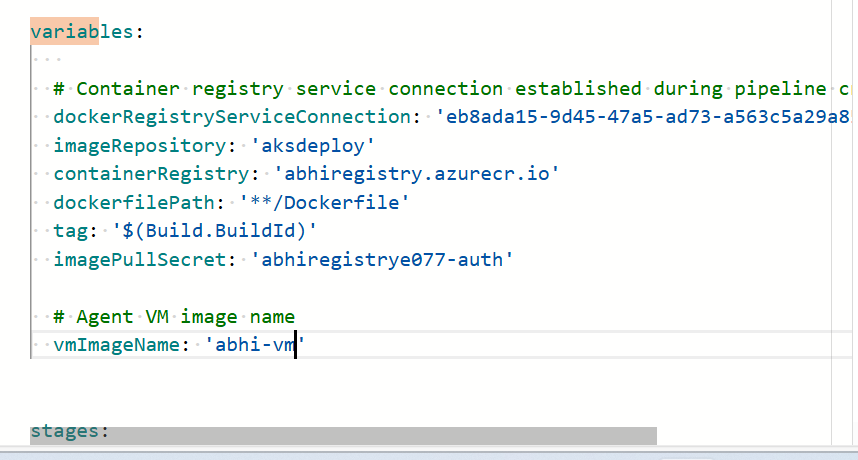 variables:
# Container registry service connection established during pipeline c
dockerRegistryServiceConnection: 'eb8ada15-9d45-47a5-ad73-a563c5a29a8
imageRepository: 'aksdeploy'
containerRegistry: 'abhiregistry.azurecr.io'
dockerfilePath: '**/Dockerfile'
tag: '$(Build.BuildId)'
imagePullSecret: 'abhiregistrye077-auth'
# Agent VM image name
vmImageName: 'abhi-vm'
stages: